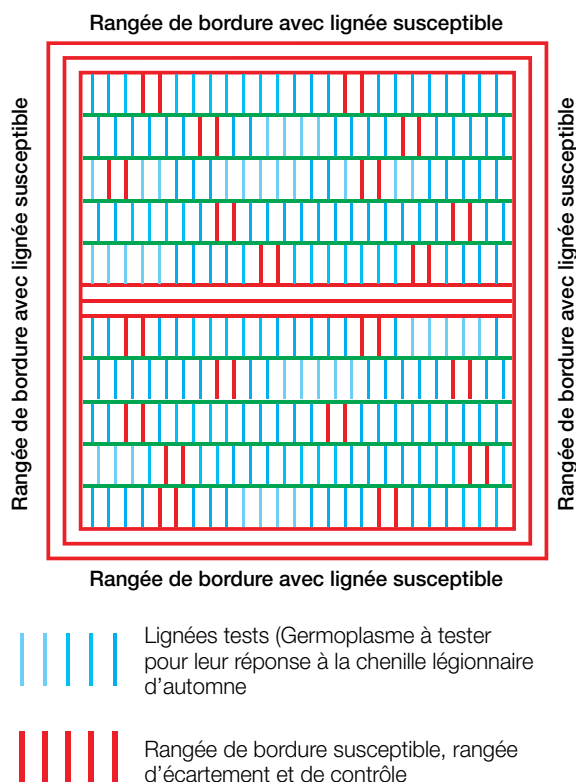 Rangée de bordure avec lignée susceptible
Rangée de bordure avec lignée susceptible
Rangée de bordure avec lignée susceptible
Rangée de bordure avec lignée susceptible
Lignées tests (Germoplasme à tester
pour leur réponse à la chenille légionnaire
d'automne
Rangée de bordure susceptible, rangée
d'écartement et de contrôle